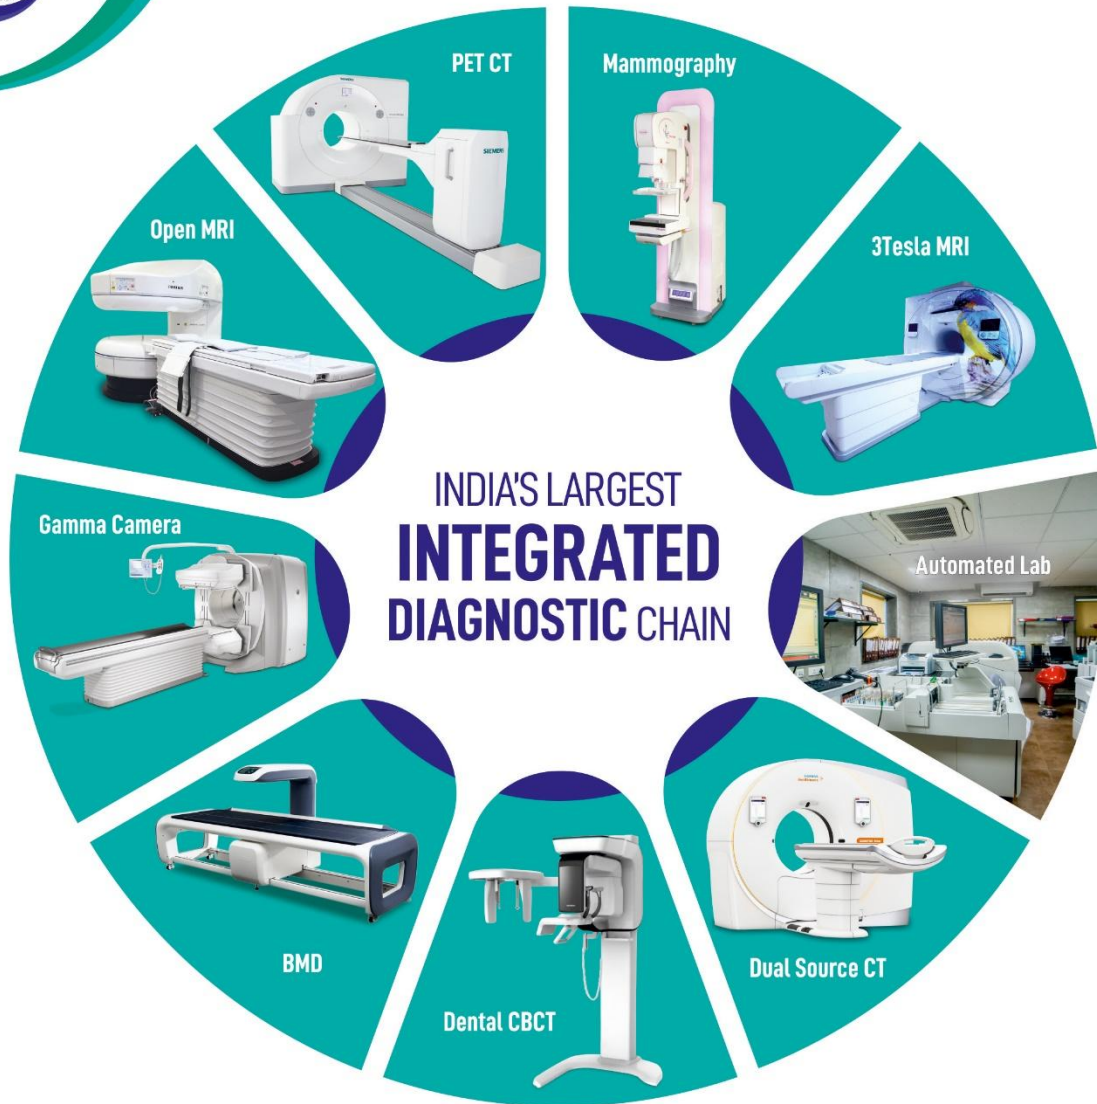 PET CT
Mammography
Open MRI
3Tesla MRI
Gamma Camera
Automated Lab
INDIA'S LARGEST
INTEGRATED
DIAGNOSTIC CHAIN
BMD
Dental CBCT
Dual Source CT